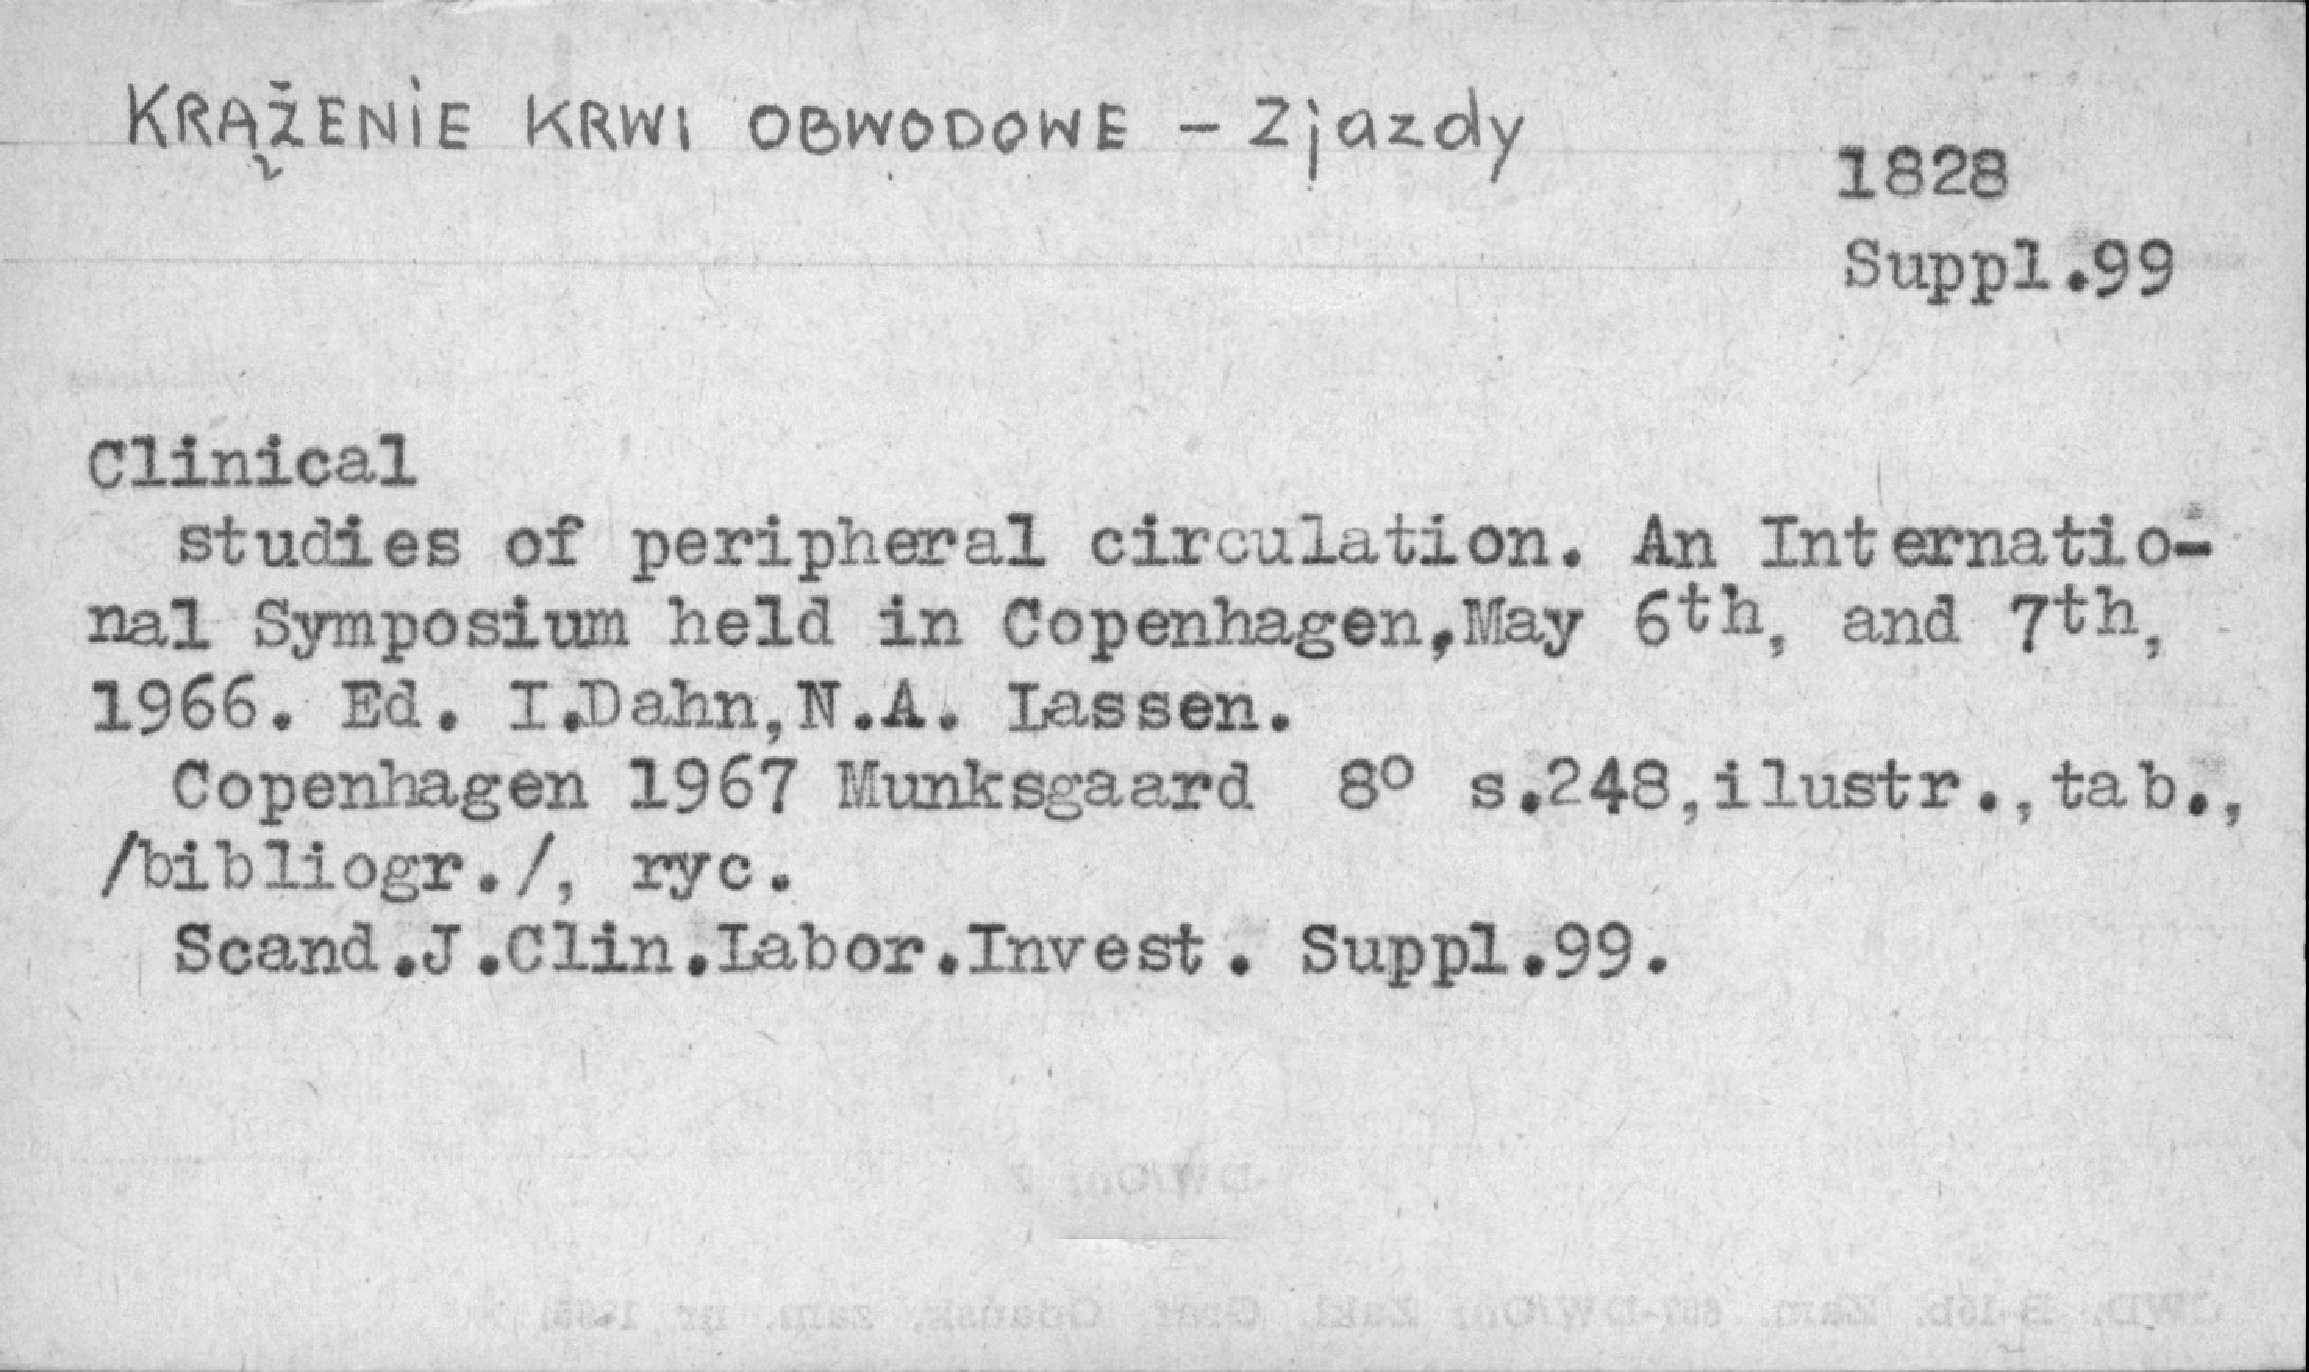 KRĄŻENIE KRWI OBWODOWE - Zjazdy
1828
Suppl.99
Clinical
studies of peripheral circulation. An Internatio-
nal Symposium held in Copenhagen,May 6th, and 7th,
1966. Ed. I.Dahn,N.A. Lassen.
Copenhagen 1967 Munksgaard 8° s.248,ilustr.,tab.,
/bibliogr./, ryc.
Scand.J.Clin.Labor.Invest. Suppl.99.